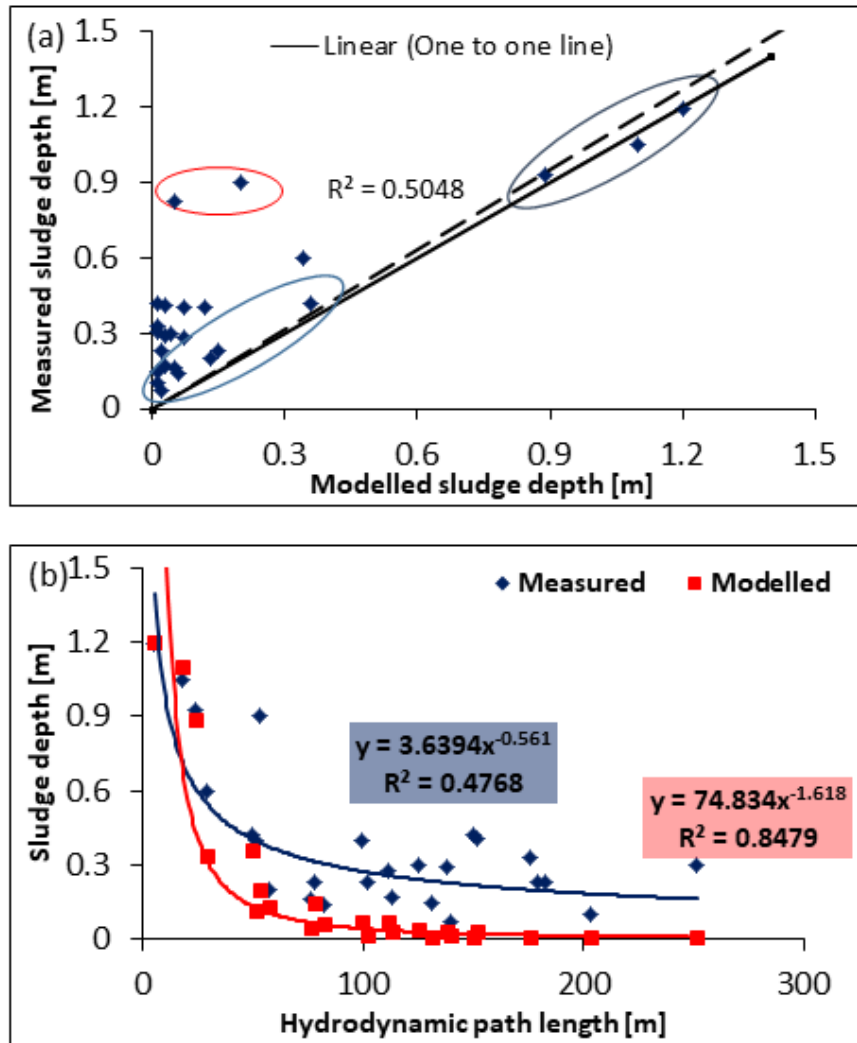 (a)
Linear (One to one line)
Measured sludge depth [m]
1.5
1.2
0.9
0.6
0.3
0
R² = 0.5048
0 0.3 0.6 0.9 1.2 1.5
Modelled sludge depth [m]
(b)
Measured Modelled
Sludge depth [m]
1.5
1.2
0.9
0.6
0.3
0
y = 3.6394x^-0.561
R² = 0.4768
y = 74.834x^-1.618
R² = 0.8479
0 100 200 300
Hydrodynamic path length [m]